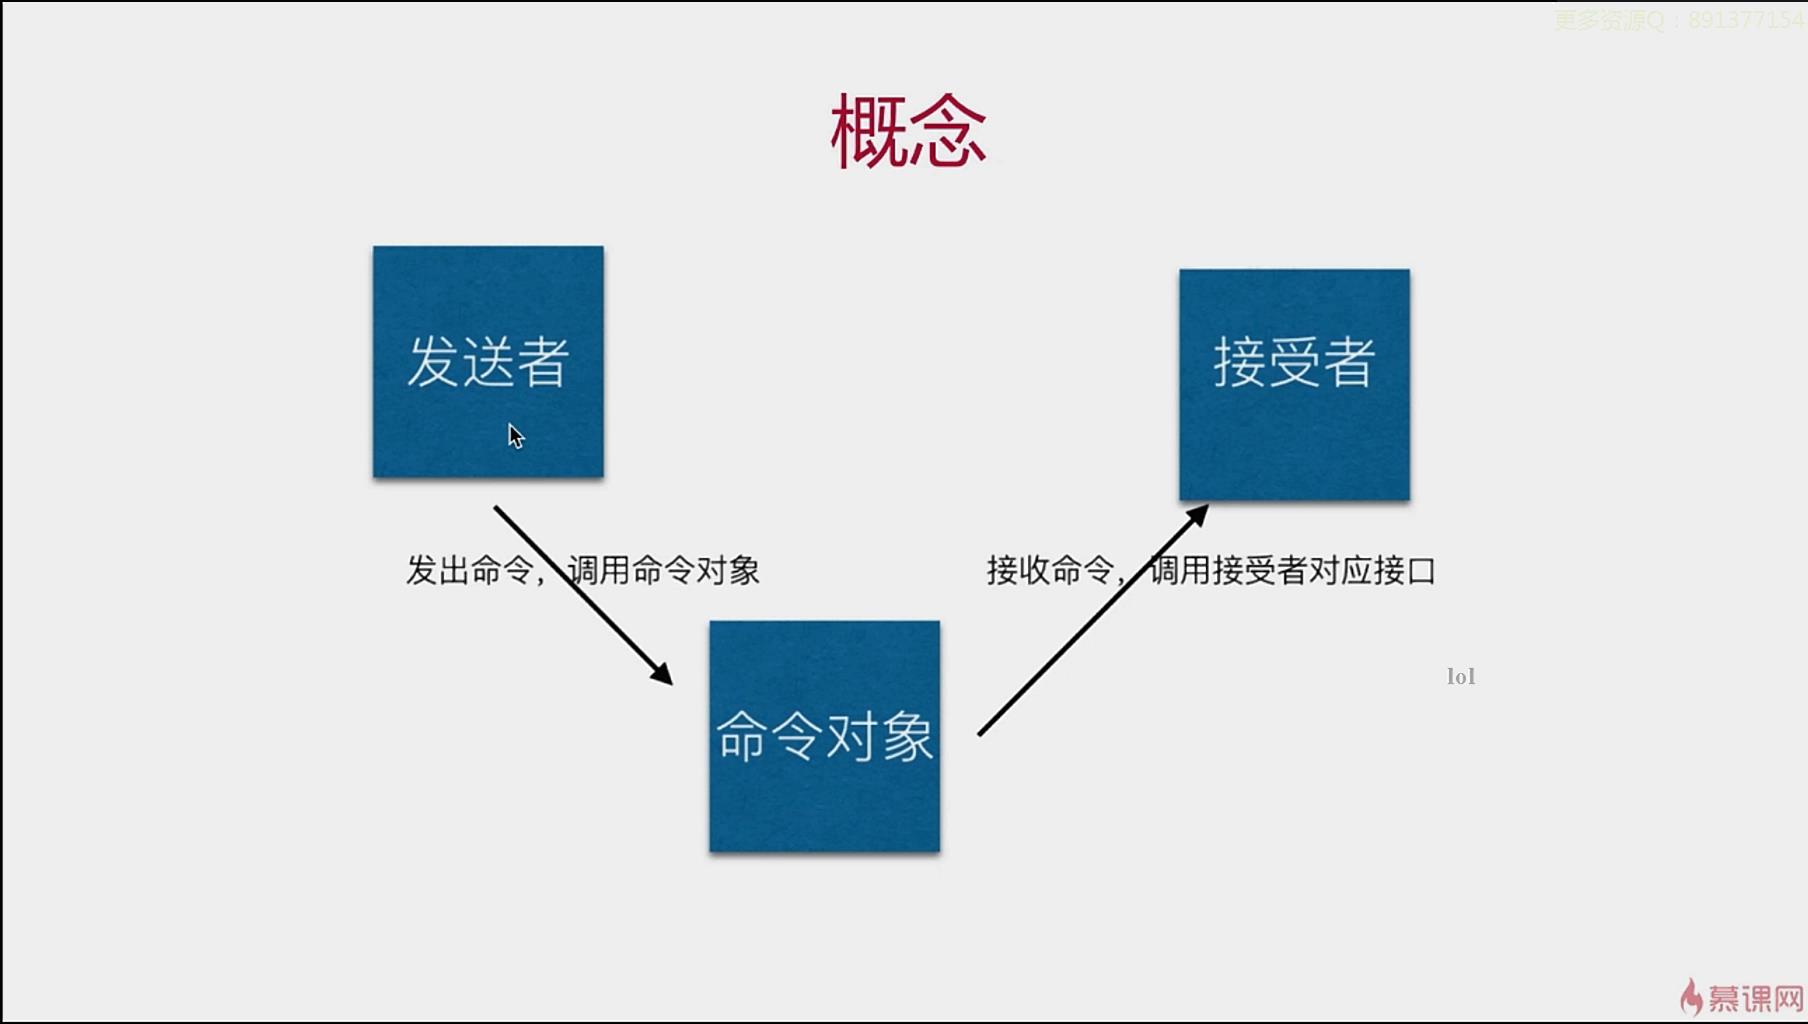 更多资源Q：891377154
概念
发送者
接受者
发出命令，调用命令对象
接收命令，调用接受者对应接口
lol
命令对象
慕课网